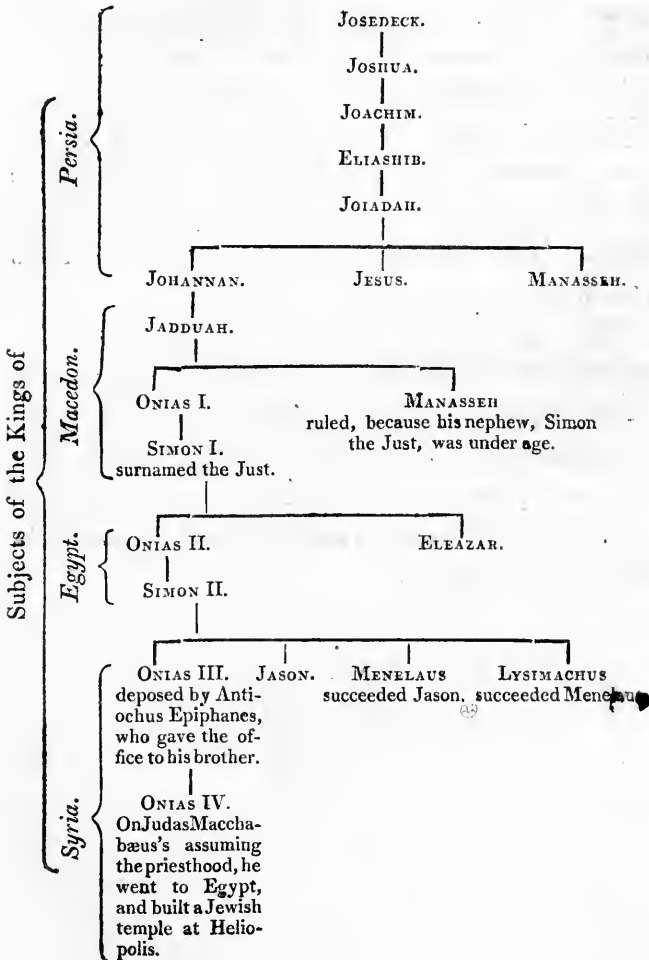 Subjects of the Kings of
Persia.
JOSEDECK.
JOSHUA.
JOACHIM.
ELIASHIB.
JOIADAH.
JOHANNAN. JESUS. MANASSEH.
Macedon.
JADDUAH.
ONIAS I. MANASSEH
ruled, because his nephew, Simon
the Just, was under age.
SIMON I.
surnamed the Just.
Egypt.
ONIAS II. ELEAZAR.
SIMON II.
Syria.
ONIAS III. JASON. MENELAUS LYSIMACHUS
deposed by Anti- succeeded Jason. succeeded Menelaus
ochus Epiphanes,
who gave the of-
fice to his brother.
ONIAS IV.
OnJudasMaccha-
bæus's assuming
the priesthood, he
went to Egypt,
and built a Jewish
temple at Helio-
polis.